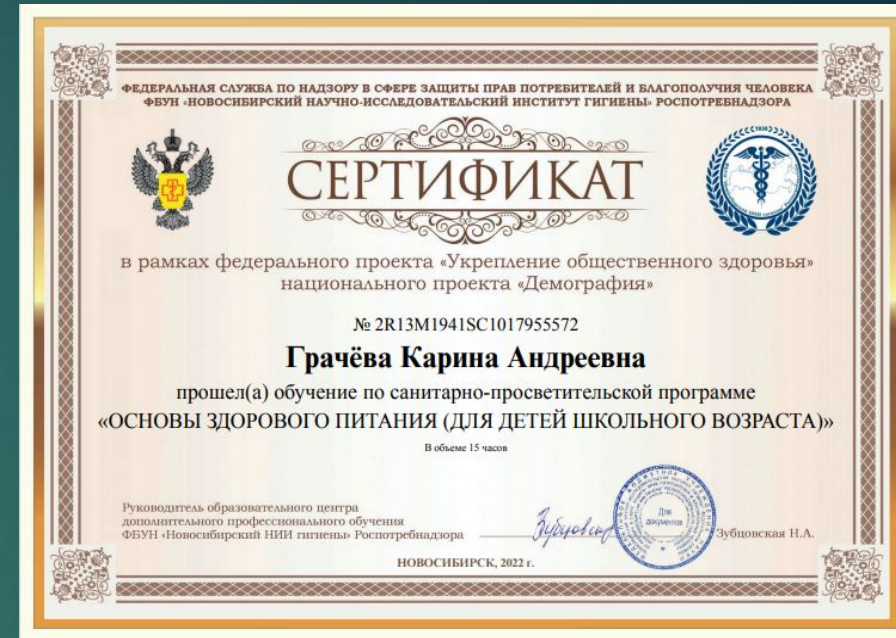 ФЕДЕРАЛЬНАЯ СЛУЖБА ПО НАДЗОРУ В СФЕРЕ ЗАЩИТЫ ПРАВ ПОТРЕБИТЕЛЕЙ И БЛАГОПОЛУЧИЯ ЧЕЛОВЕКА
ФБУН «НОВОСИБИРСКИЙ НАУЧНО-ИССЛЕДОВАТЕЛЬСКИЙ ИНСТИТУТ ГИГИЕНЫ» РОСПОТРЕБНАДЗОРА
СЕРТИФИКАТ
в рамках федерального проекта «Укрепление общественного здоровья»
национального проекта «Демография»
№ 2R13M1941SC1017955572
Грачёва Карина Андреевна
прошел(а) обучение по санитарно-просветительской программе
«ОСНОВЫ ЗДОРОВОГО ПИТАНИЯ (ДЛЯ ДЕТЕЙ ШКОЛЬНОГО ВОЗРАСТА)»
В объеме 15 часов
Руководитель образовательного центра
дополнительного профессионального обучения
ФБУН «Новосибирский НИИ гигиены» Роспотребнадзора
Для
документов
Зубцовская Н.А.
НОВОСИБИРСК, 2022 г.